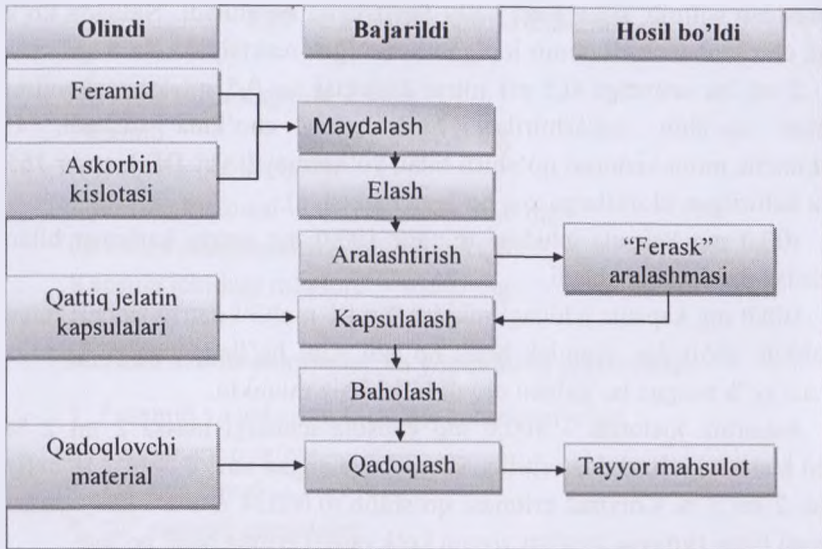 Olindi
Bajarildi
Hosil bo'ldi
Feramid
Askorbin
kislotasi
Maydalash
Elash
Aralashtirish
“Ferask”
aralashmasi
Qattiq jelatin
kapsulalari
Kapsulalash
Baholash
Qadoqlovchi
material
Qadoqlash
Tayyor mahsulot